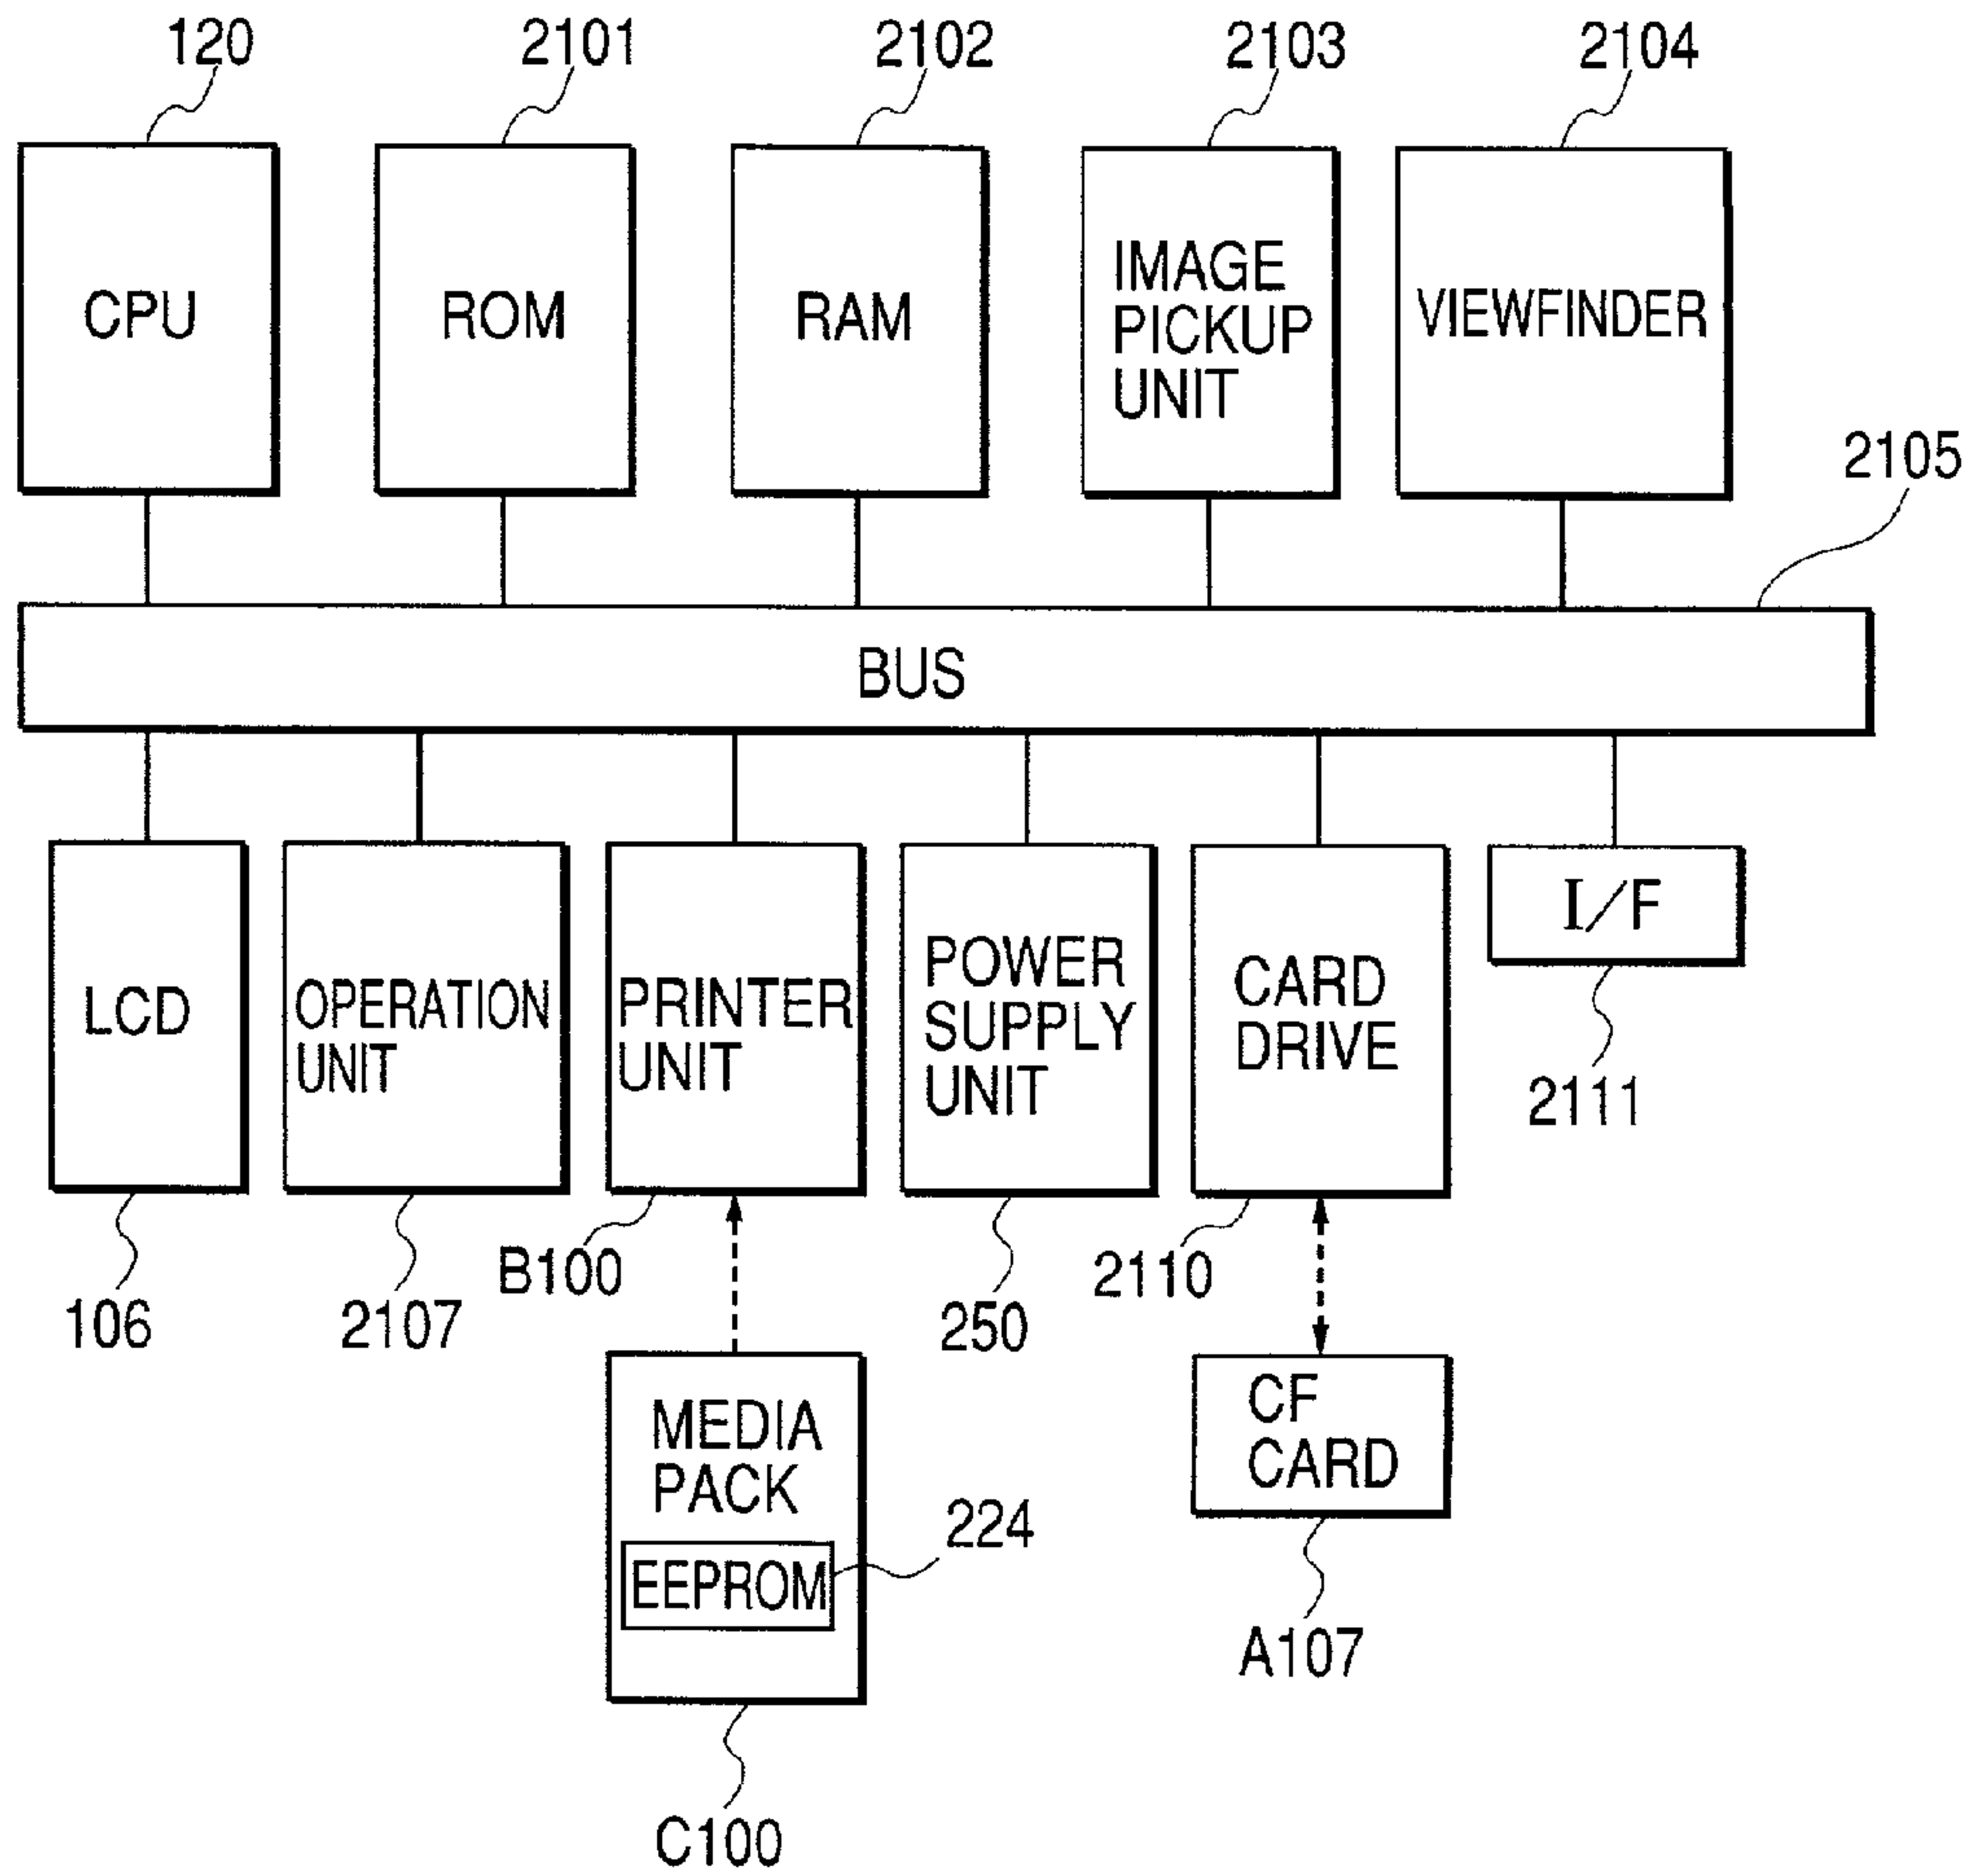 120
2101
2102
2103
2104
CPU
ROM
RAM
IMAGE
PICKUP
UNIT
VIEWFINDER
2105
BUS
LCD
OPERATION
UNIT
PRINTER
UNIT
POWER
SUPPLY
UNIT
CARD
DRIVE
I/F
2111
106
2107
B100
250
2110
MEDIA
PACK
EEPROM
224
CF
CARD
A107
C100